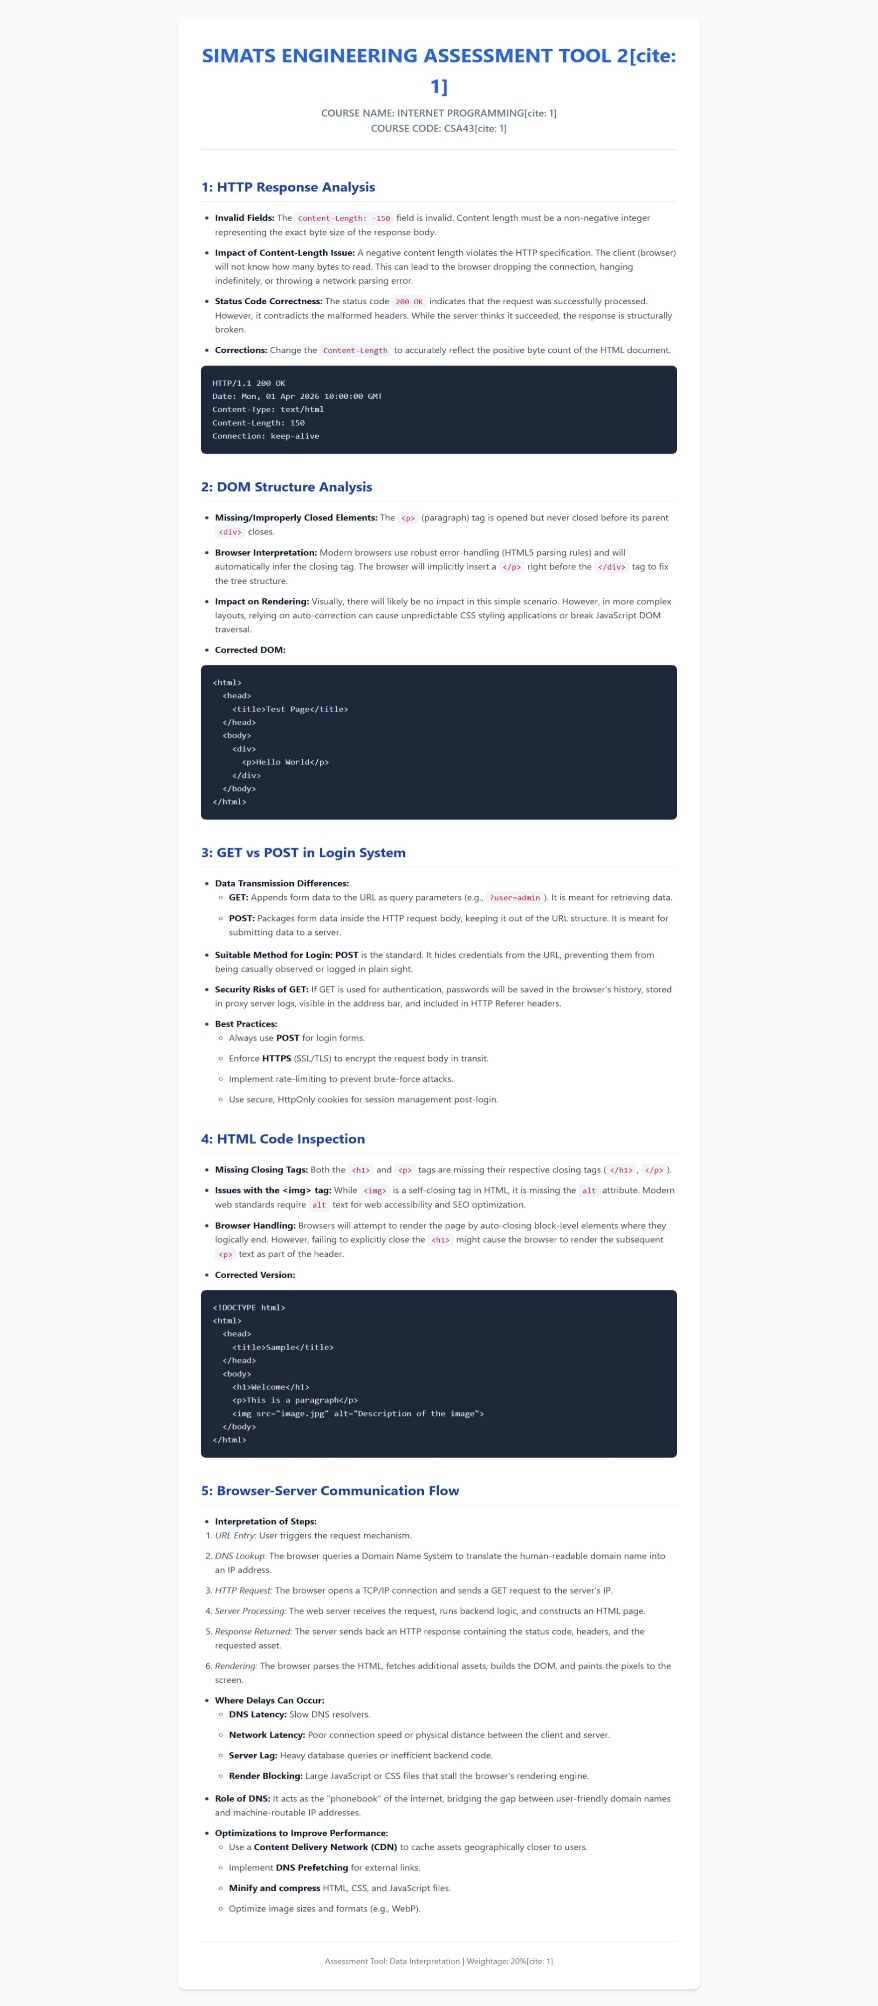 SIMATS ENGINEERING ASSESSMENT TOOL 2[cite:
1]
COURSE NAME: INTERNET PROGRAMMING[cite: 1]
COURSE CODE: CSA43[cite: 1]
1: HTTP Response Analysis
• Invalid Fields: The Content-Length: -150 field is invalid. Content length must be a non-negative integer
representing the exact byte size of the response body.
• Impact of Content-Length Issue: A negative content length violates the HTTP specification. The client (browser)
will not know how many bytes to read. This can lead to the browser dropping the connection, hanging
indefinitely, or throwing a network parsing error.
• Status Code Correctness: The status code 200 OK indicates that the request was successfully processed.
However, it contradicts the malformed headers. While the server thinks it succeeded, the response is structurally
broken.
• Corrections: Change the Content-Length to accurately reflect the positive byte count of the HTML document.
HTTP/1.1 200 OK
Date: Mon, 01 Apr 2026 10:00:00 GMT
Content-Type: text/html
Content-Length: 150
Connection: keep-alive
2: DOM Structure Analysis
• Missing/Improperly Closed Elements: The <p> (paragraph) tag is opened but never closed before its parent
<div> closes.
• Browser Interpretation: Modern browsers use robust error-handling (HTML5 parsing rules) and will
automatically infer the closing tag. The browser will implicitly insert a </p> right before the </div> tag to fix
the tree structure.
• Impact on Rendering: Visually, there will likely be no impact in this simple scenario. However, in more complex
layouts, relying on auto-correction can cause unpredictable CSS styling applications or break JavaScript DOM
traversal.
• Corrected DOM:
<html>
  <head>
    <title>Test Page</title>
  </head>
  <body>
    <div>
      <p>Hello World</p>
    </div>
  </body>
</html>
3: GET vs POST in Login System
• Data Transmission Differences:
◦ GET: Appends form data to the URL as query parameters (e.g., ?user=admin). It is meant for retrieving data.
◦ POST: Packages form data inside the HTTP request body, keeping it out of the URL structure. It is meant for
submitting data to a server.
• Suitable Method for Login: POST is the standard. It hides credentials from the URL, preventing them from
being casually observed or logged in plain sight.
• Security Risks of GET: If GET is used for authentication, passwords will be saved in the browser's history, stored
in proxy server logs, visible in the address bar, and included in HTTP Referer headers.
• Best Practices:
◦ Always use POST for login forms.
◦ Enforce HTTPS (SSL/TLS) to encrypt the request body in transit.
◦ Implement rate-limiting to prevent brute-force attacks.
◦ Use secure, HttpOnly cookies for session management post-login.
4: HTML Code Inspection
• Missing Closing Tags: Both the <h1> and <p> tags are missing their respective closing tags ( </h1> , </p> ).
• Issues with the <img> tag: While <img> is a self-closing tag in HTML, it is missing the alt attribute. Modern
web standards require alt text for web accessibility and SEO optimization.
• Browser Handling: Browsers will attempt to render the page by auto-closing block-level elements where they
logically end. However, failing to explicitly close the <h1> might cause the browser to render the subsequent
<p> text as part of the header.
• Corrected Version:
<!DOCTYPE html>
<html>
  <head>
    <title>Sample</title>
  </head>
  <body>
    <h1>Welcome</h1>
    <p>This is a paragraph</p>
    <img src="image.jpg" alt="Description of the image">
  </body>
</html>
5: Browser-Server Communication Flow
• Interpretation of Steps:
1. URL Entry: User triggers the request mechanism.
2. DNS Lookup: The browser queries a Domain Name System to translate the human-readable domain name into
an IP address.
3. HTTP Request: The browser opens a TCP/IP connection and sends a GET request to the server's IP.
4. Server Processing: The web server receives the request, runs backend logic, and constructs an HTML page.
5. Response Returned: The server sends back an HTTP response containing the status code, headers, and the
requested asset.
6. Rendering: The browser parses the HTML, fetches additional assets, builds the DOM, and paints the pixels to the
screen.
• Where Delays Can Occur:
◦ DNS Latency: Slow DNS resolvers.
◦ Network Latency: Poor connection speed or physical distance between the client and server.
◦ Server Lag: Heavy database queries or inefficient backend code.
◦ Render Blocking: Large JavaScript or CSS files that stall the browser's rendering engine.
• Role of DNS: It acts as the "phonebook" of the internet, bridging the gap between user-friendly domain names
and machine-routable IP addresses.
• Optimizations to Improve Performance:
◦ Use a Content Delivery Network (CDN) to cache assets geographically closer to users.
◦ Implement DNS Prefetching for external links.
◦ Minify and compress HTML, CSS, and JavaScript files.
◦ Optimize image sizes and formats (e.g., WebP).
Assessment Tool: Data Interpretation | Weightage: 20%[cite: 1]